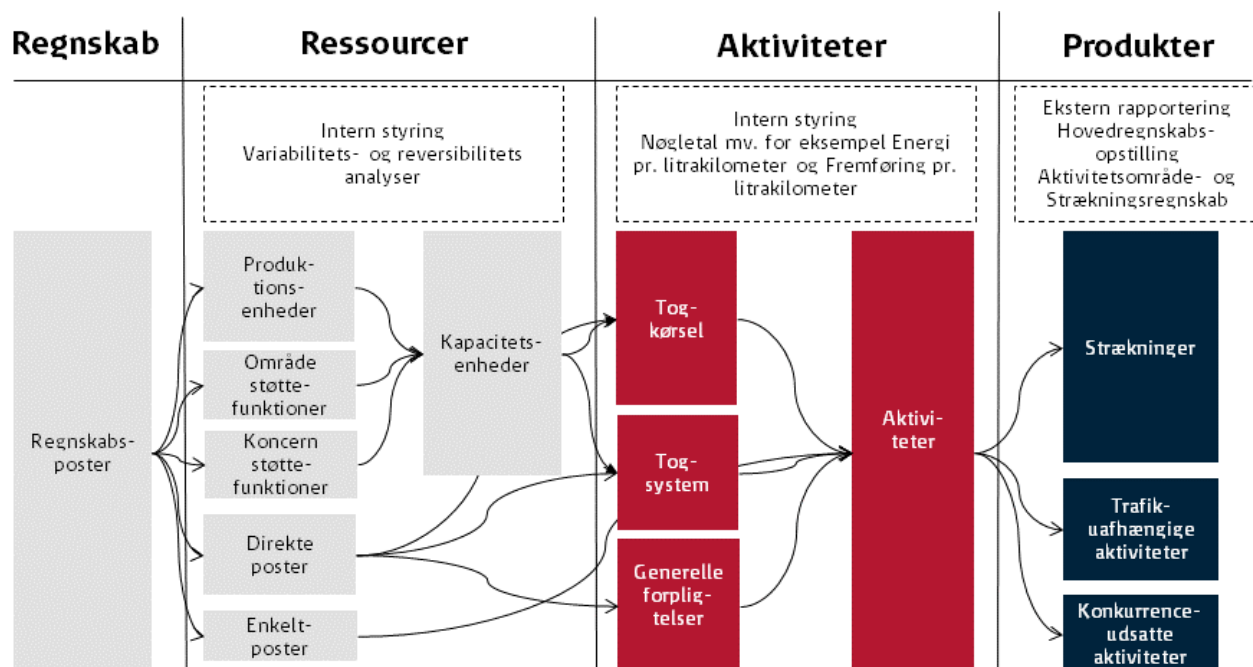 Regnskab
Ressourcer
Aktiviteter
Produkter
Intern styring
Variabilitets- og reversibilitets
analyser
Intern styring
Nøgletal mv. for eksempel Energi
pr. litrakilometer og Fremføring pr.
litrakilometer
Ekstern rapportering
Hovedregnskabs-
opstilling
Aktivitetsområde- og
Strækningsregnskab
Regnskabs-
poster
Produk-
tions-
enheder
Område
støtte-
funktioner
Koncern
støtte-
funktioner
Direkte
poster
Enkelt-
poster
Kapacitets-
enheder
Tog-
kørsel
Tog-
system
Generelle
forplig-
telser
Aktivi-
teter
Strækninger
Trafik-
uafhængige
aktiviteter
Konkurrence-
udsatte
aktiviteter